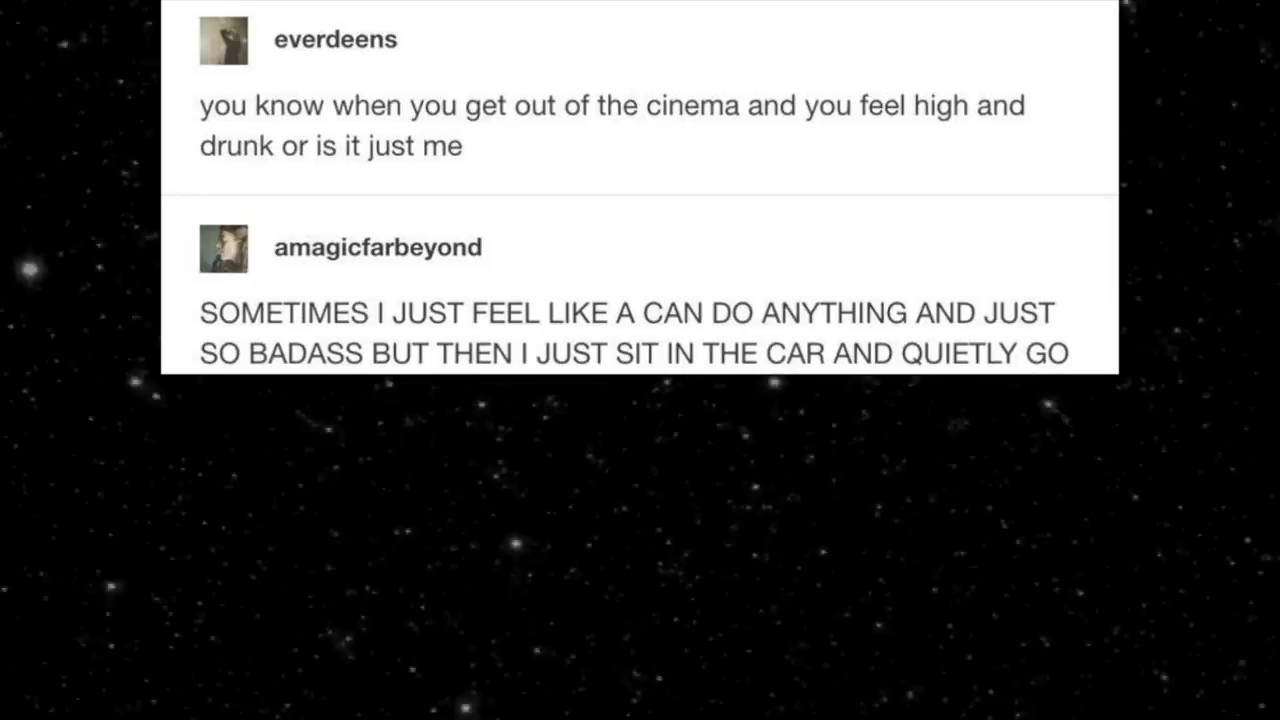 everdeens
you know when you get out of the cinema and you feel high and
drunk or is it just me
amagicfarbeyond
SOMETIMES I JUST FEEL LIKE A CAN DO ANYTHING AND JUST
SO BADASS BUT THEN I JUST SIT IN THE CAR AND QUIETLY GO